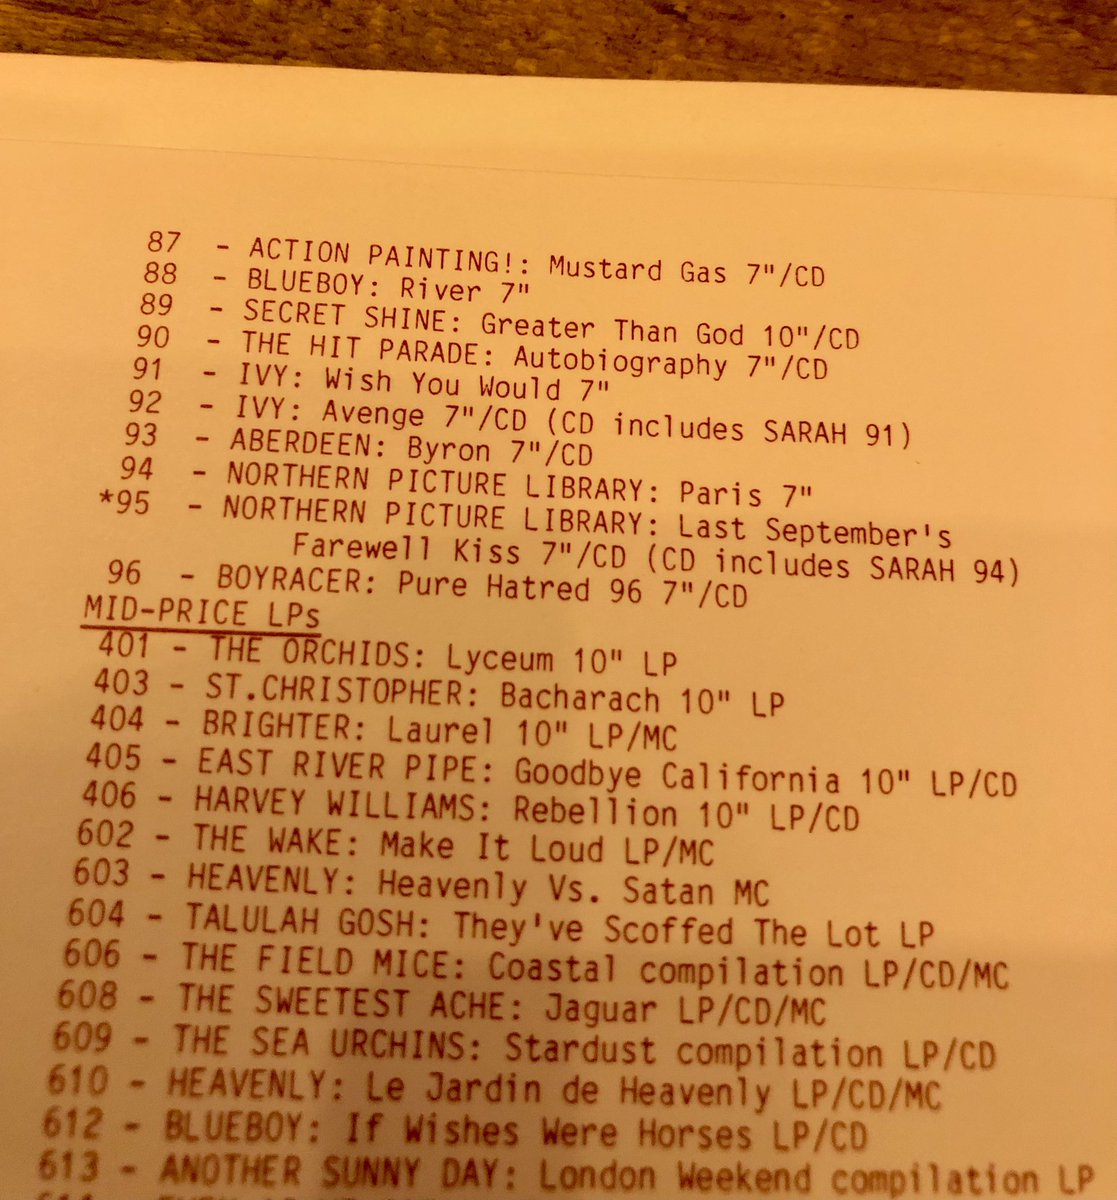 87 - ACTION PAINTING!: Mustard Gas 7"/CD
88 - BLUEBOY: River 7"
89 - SECRET SHINE: Greater Than God 10"/CD
90 - THE HIT PARADE: Autobiography 7"/CD
91 - IVY: Wish You Would 7"
92 - IVY: Avenge 7"/CD (CD includes SARAH 91)
93 - ABERDEEN: Byron 7"/CD
94 - NORTHERN PICTURE LIBRARY: Paris 7"
*95 - NORTHERN PICTURE LIBRARY: Last September's
Farewell Kiss 7"/CD (CD includes SARAH 94)
96 - BOYRACER: Pure Hatred 96 7"/CD
MID-PRICE LPs
401 - THE ORCHIDS: Lyceum 10" LP
403 - ST.CHRISTOPHER: Bacharach 10" LP
404 - BRIGHTER: Laurel 10" LP/MC
405 - EAST RIVER PIPE: Goodbye California 10" LP/CD
406 - HARVEY WILLIAMS: Rebellion 10" LP/CD
602 - THE WAKE: Make It Loud LP/MC
603 - HEAVENLY: Heavenly Vs. Satan MC
604 - TALULAH GOSH: They've Scoffed The Lot LP
606 - THE FIELD MICE: Coastal compilation LP/CD/MC
608 - THE SWEETEST ACHE: Jaguar LP/CD/MC
609 - THE SEA URCHINS: Stardust compilation LP/CD
610 - HEAVENLY: Le Jardin de Heavenly LP/CD/MC
612 - BLUEBOY: If Wishes Were Horses LP/CD
613 - ANOTHER SUNNY DAY: London Weekend compilation LP